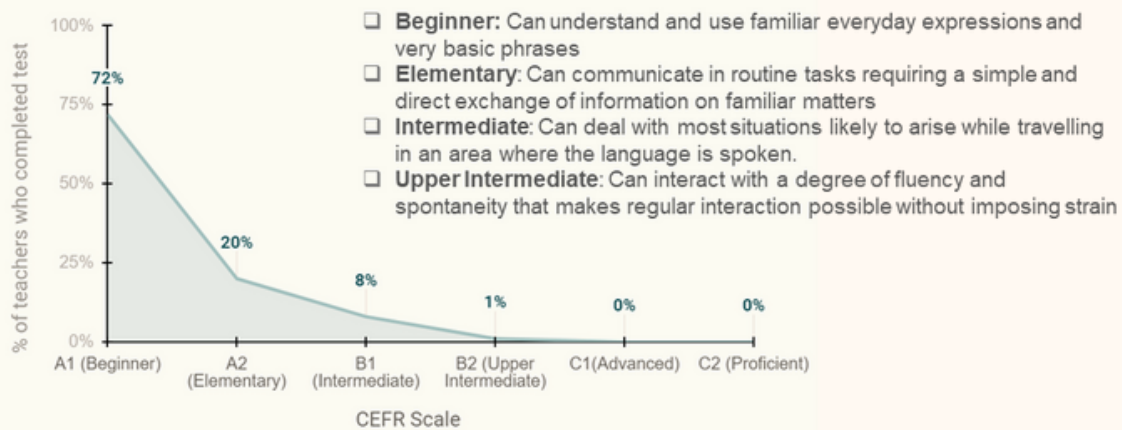 ❑ Beginner: Can understand and use familiar everyday expressions and
very basic phrases
❑ Elementary: Can communicate in routine tasks requiring a simple and
direct exchange of information on familiar matters
❑ Intermediate: Can deal with most situations likely to arise while travelling
in an area where the language is spoken.
❑ Upper Intermediate: Can interact with a degree of fluency and
spontaneity that makes regular interaction possible without imposing strain
% of teachers who completed test
100%
75%
50%
25%
0%
72%
20%
8%
1%
0%
0%
A1 (Beginner)
A2
(Elementary)
B1
(Intermediate)
B2 (Upper
Intermediate)
C1(Advanced)
C2 (Proficient)
CEFR Scale